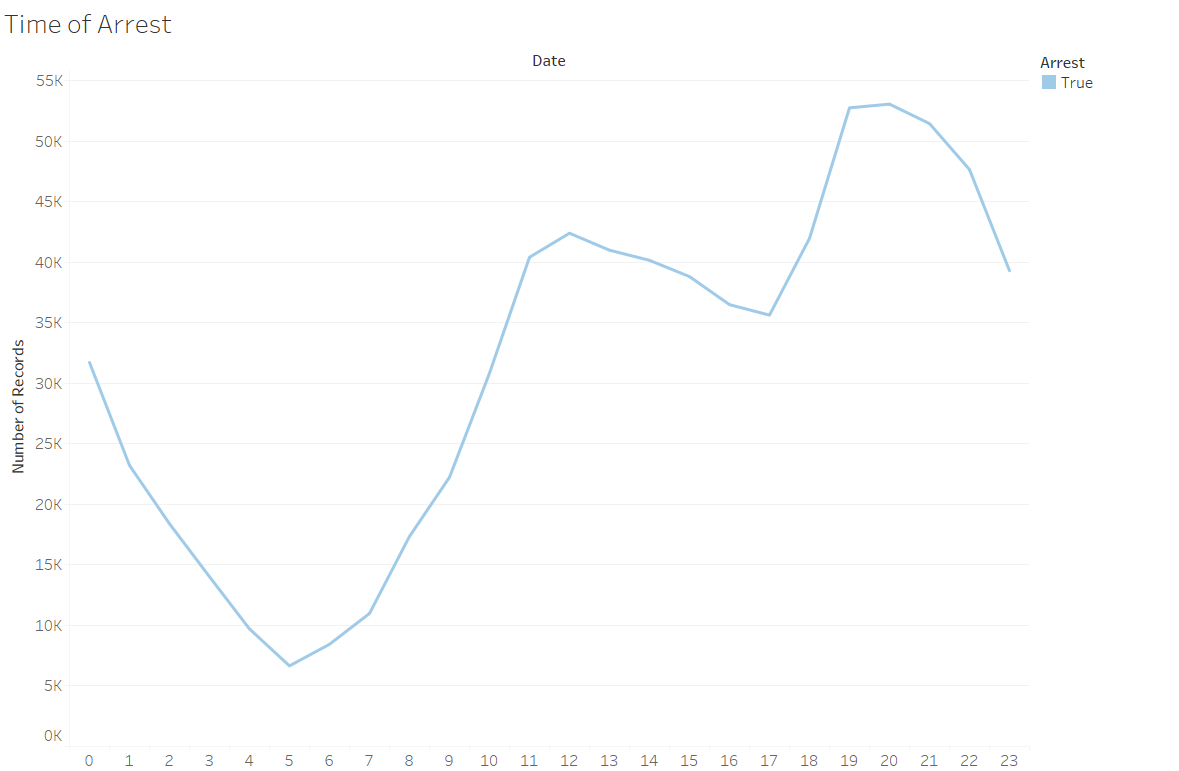 Time of Arrest
Date
Arrest
True
Number of Records
55K
50K
45K
40K
35K
30K
25K
20K
15K
10K
5K
0K
0 1 2 3 4 5 6 7 8 9 10 11 12 13 14 15 16 17 18 19 20 21 22 23